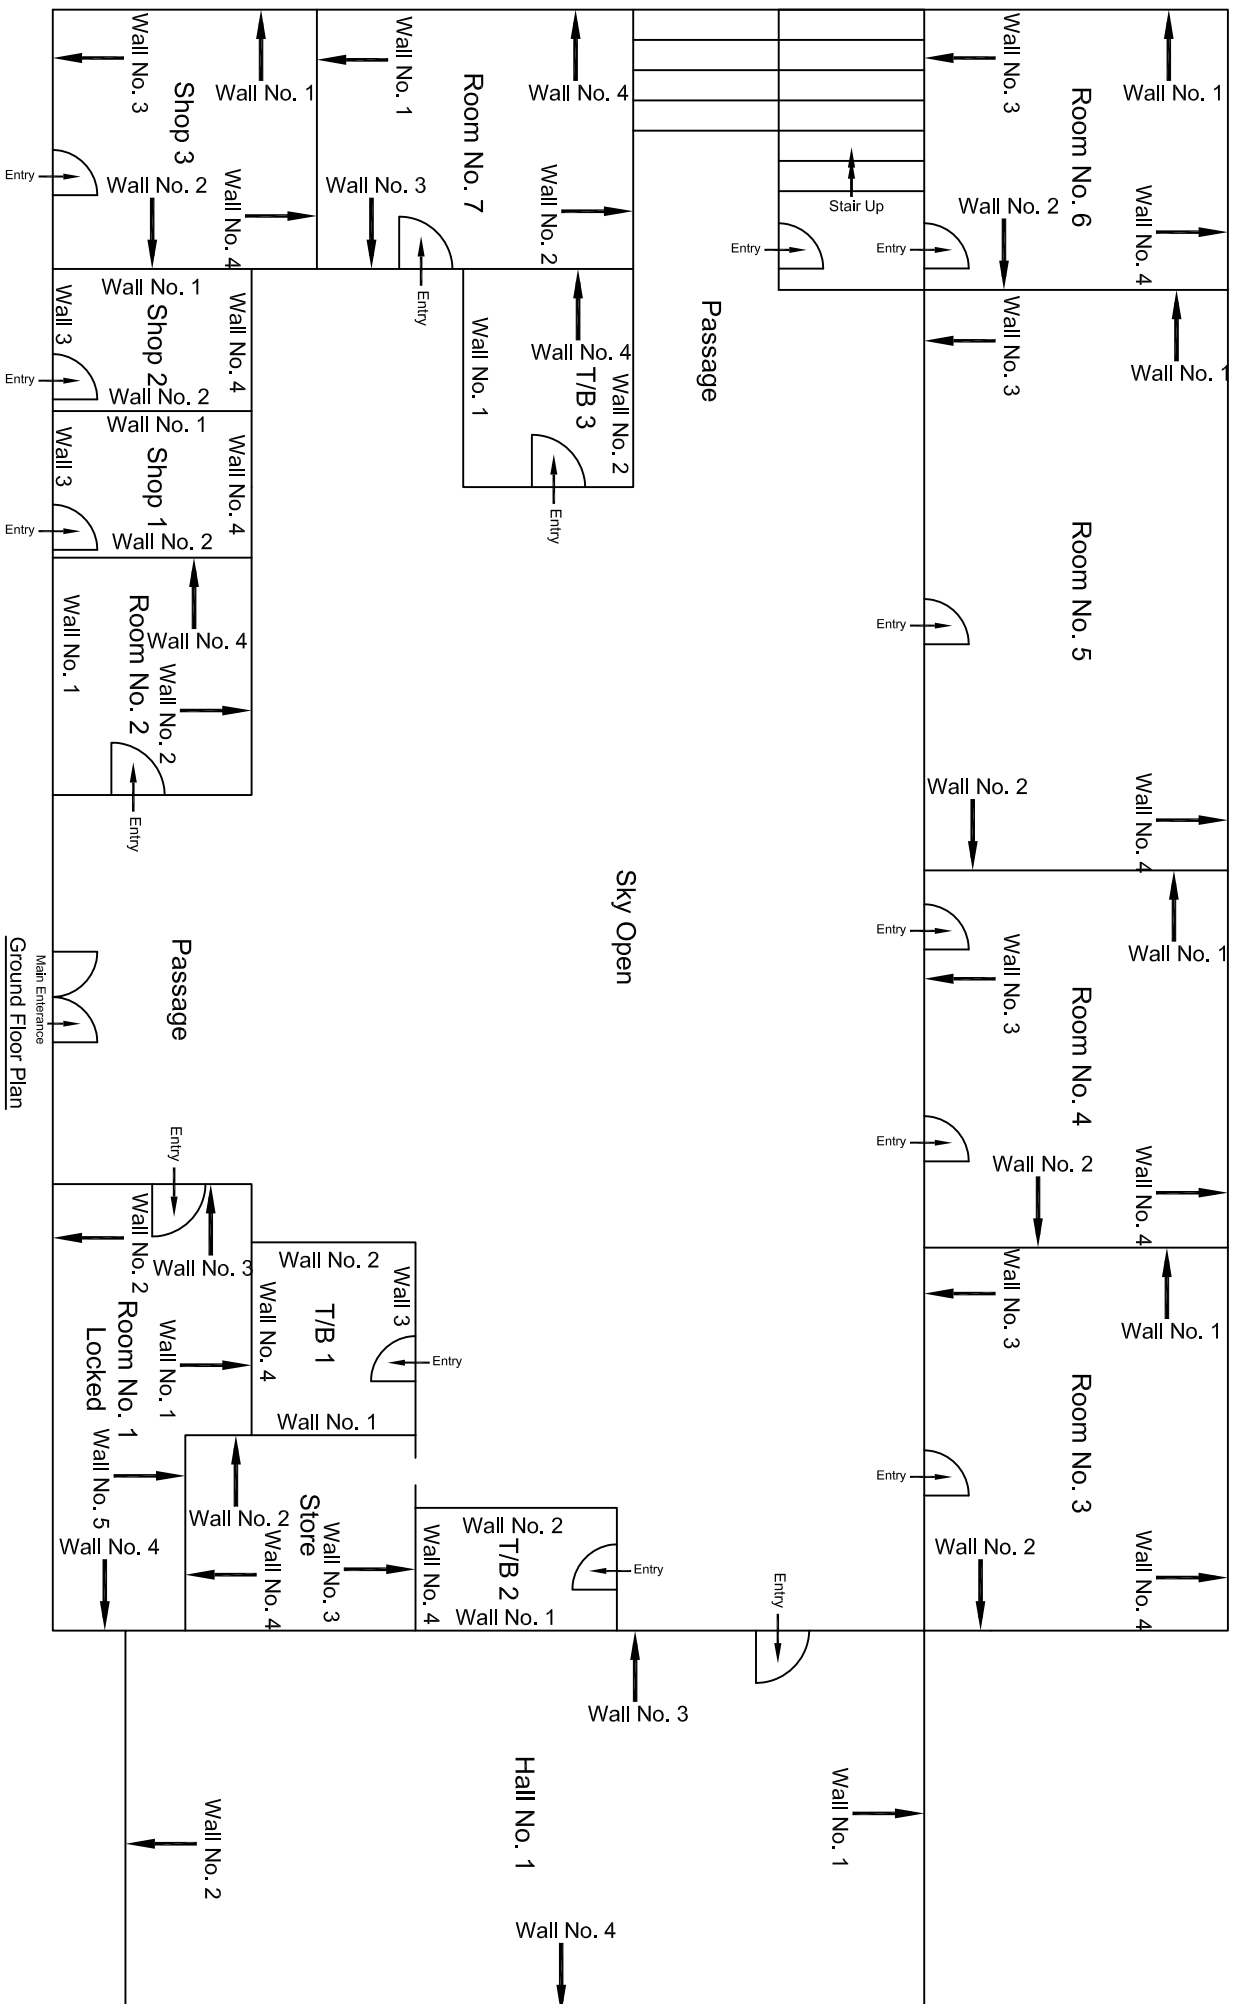 Wall No. 3
Wall No. 1
Shop 3
Entry
Wall No. 2
Wall No. 4
Wall No. 1
Wall No. 4
Room No. 7
Wall No. 3
Wall No. 2
Entry
Stair Up
Entry
Passage
Wall No. 3
Wall No. 1
Room No. 6
Entry
Wall No. 2
Wall No. 4
Wall No. 1
Wall 3
Wall No. 4
Shop 2
Entry
Wall No. 2
Wall No. 1
Wall 3
Wall No. 4
Shop 1
Entry
Wall No. 2
Wall No. 4
Wall No. 1
T/B 3
Wall No. 2
Entry
Wall No. 3
Wall No. 1
Room No. 5
Entry
Wall No. 2
Wall No. 4
Wall No. 1
Room No. 2
Wall No. 4
Wall No. 2
Entry
Sky Open
Passage
Main Enterance
Ground Floor Plan
Entry
Wall No. 3
Wall No. 1
Room No. 4
Entry
Wall No. 2
Wall No. 4
Entry
Wall No. 2
Wall No. 3
Room No. 1
Locked
Wall No. 1
Wall No. 5
Wall No. 4
Wall No. 2
Wall 3
Wall No. 4
T/B 1
Entry
Wall No. 1
Wall No. 2
Store
Wall No. 4
Wall No. 3
Wall No. 2
Wall No. 4
T/B 2
Entry
Wall No. 1
Wall No. 3
Wall No. 1
Room No. 3
Entry
Wall No. 2
Wall No. 4
Entry
Wall No. 3
Hall No. 1
Wall No. 1
Wall No. 2
Wall No. 4